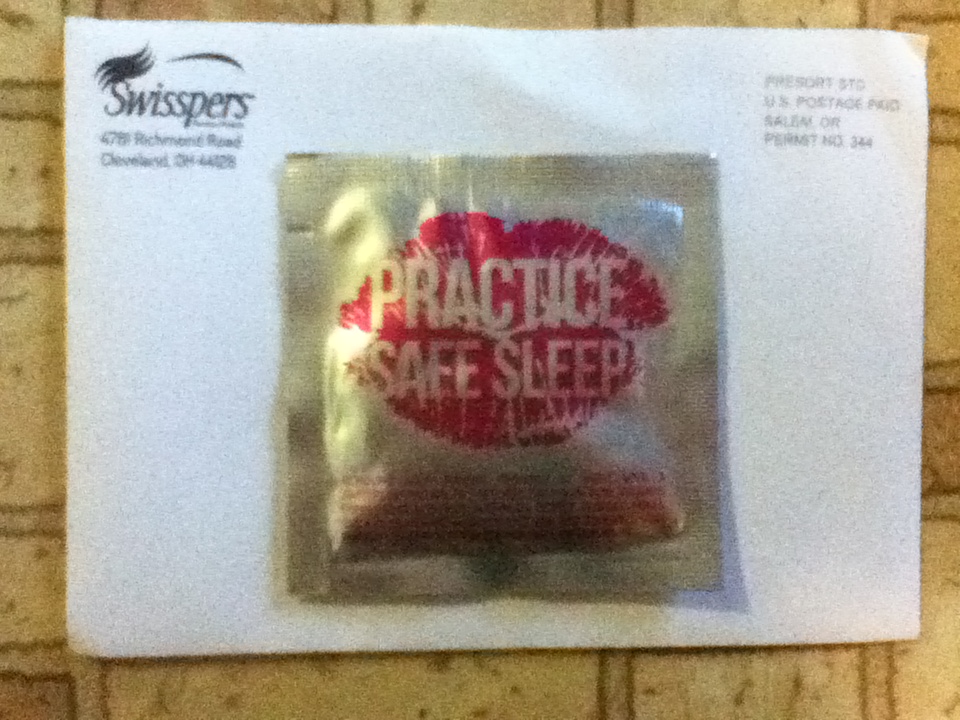 Swisspers
4781 Richmond Road
Cleveland, OH 44128
PRESORT STD
U.S. POSTAGE PAID
SALEM, OR
PERMIT NO. 344
PRACTICE
SAFE SLEEP